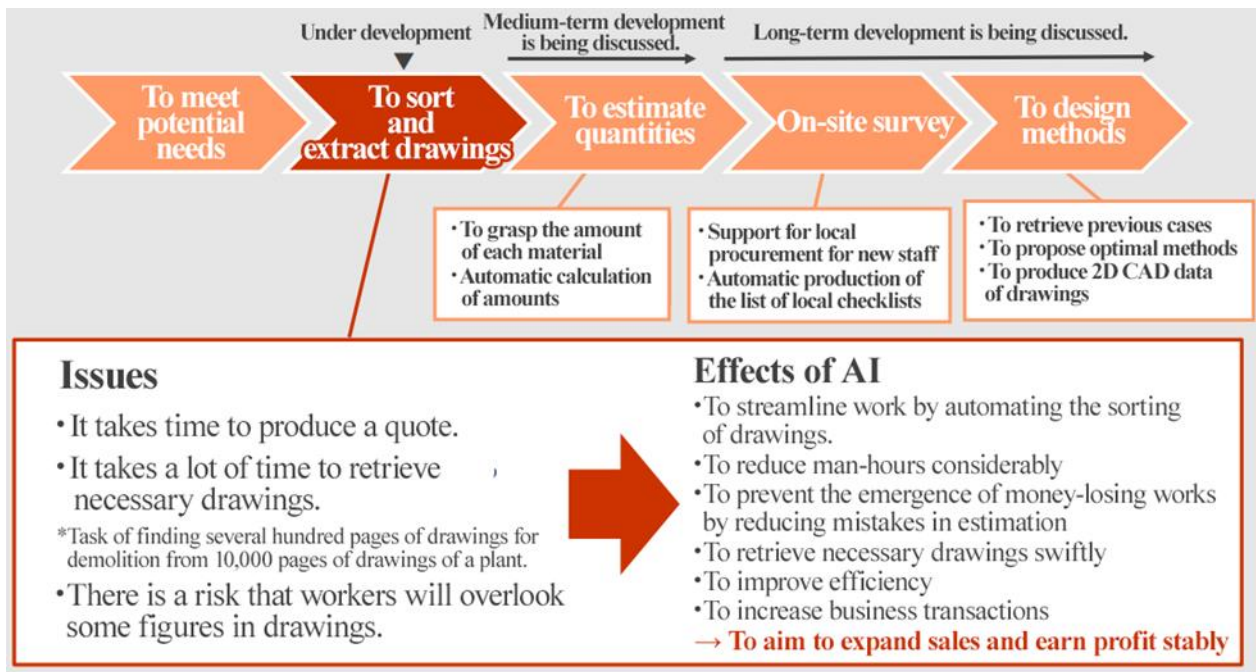 Under development
Medium-term development
is being discussed.
Long-term development is being discussed.
To meet
potential
needs
To sort
and
extract drawings
To estimate
quantities
On-site survey
To design
methods
・To grasp the amount
of each material
・Automatic calculation
of amounts
・Support for local
procurement for new staff
・Automatic production of
the list of local checklists
・To retrieve previous cases
・To propose optimal methods
・To produce 2D CAD data
of drawings
Issues
・It takes time to produce a quote.
・It takes a lot of time to retrieve
necessary drawings.
*Task of finding several hundred pages of drawings for
demolition from 10,000 pages of drawings of a plant.
・There is a risk that workers will overlook
some figures in drawings.
Effects of AI
・To streamline work by automating the sorting
of drawings.
・To reduce man-hours considerably
・To prevent the emergence of money-losing works
by reducing mistakes in estimation
・To retrieve necessary drawings swiftly
・To improve efficiency
・To increase business transactions
→ To aim to expand sales and earn profit stably